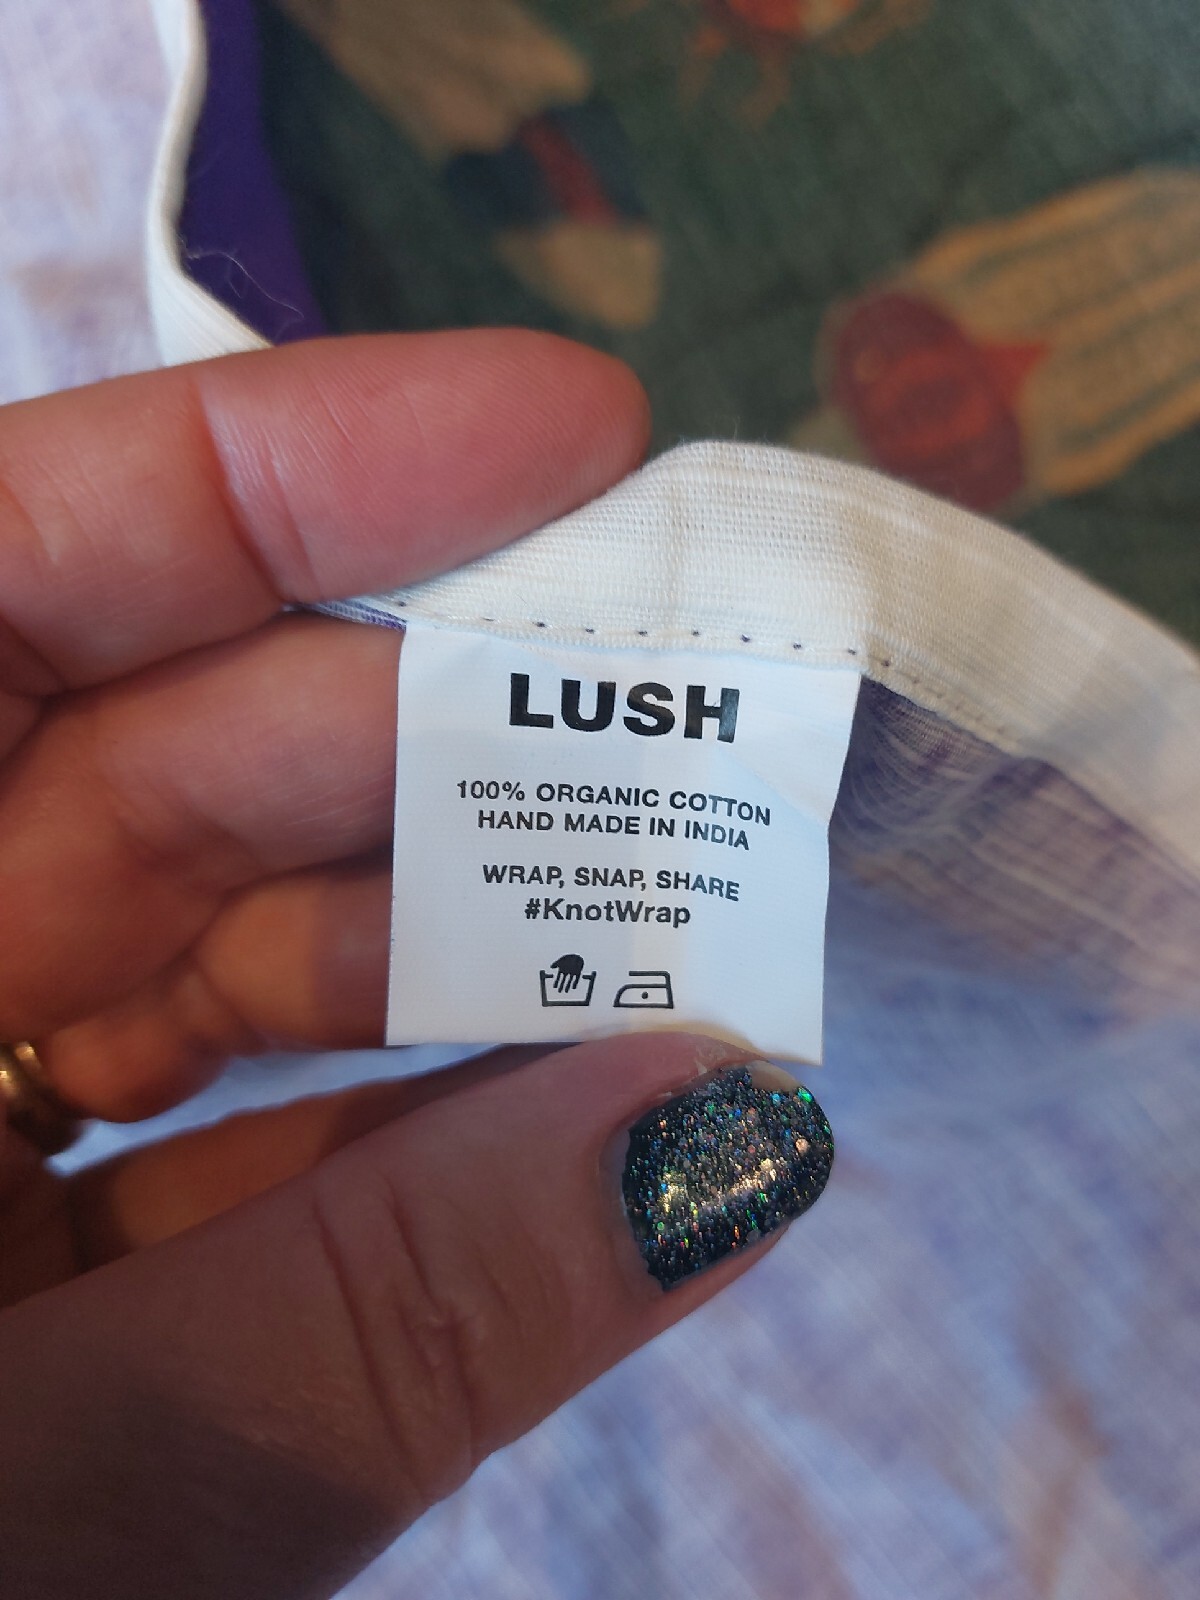 LUSH
100% ORGANIC COTTON
HAND MADE IN INDIA
WRAP, SNAP, SHARE
#KnotWrap